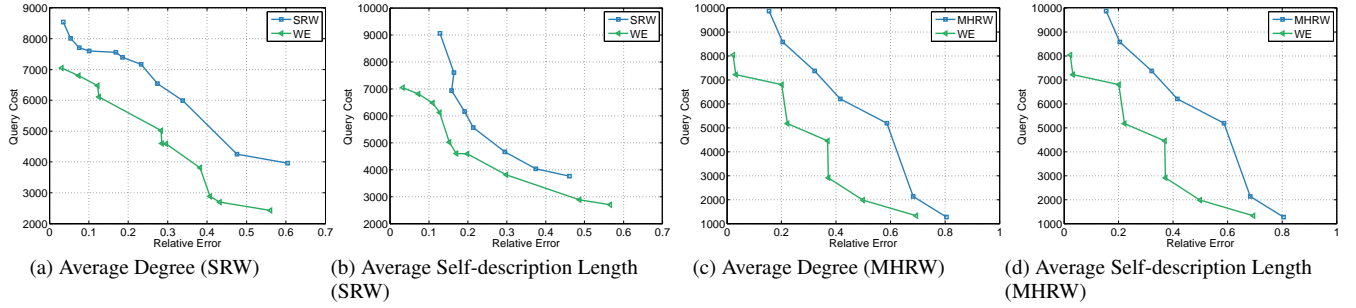 9000
8000
7000
6000
5000
4000
3000
2000
0 0.1 0.2 0.3 0.4 0.5 0.6 0.7
Query Cost
Relative Error
SRW
WE
(a) Average Degree (SRW)
10000
9000
8000
7000
6000
5000
4000
3000
2000
0 0.1 0.2 0.3 0.4 0.5 0.6 0.7
Query Cost
Relative Error
SRW
WE
(b) Average Self-description Length
(SRW)
10000
9000
8000
7000
6000
5000
4000
3000
2000
1000
0 0.2 0.4 0.6 0.8 1
Query Cost
Relative Error
MHRW
WE
(c) Average Degree (MHRW)
10000
9000
8000
7000
6000
5000
4000
3000
2000
1000
0 0.2 0.4 0.6 0.8 1
Query Cost
Relative Error
MHRW
WE
(d) Average Self-description Length
(MHRW)